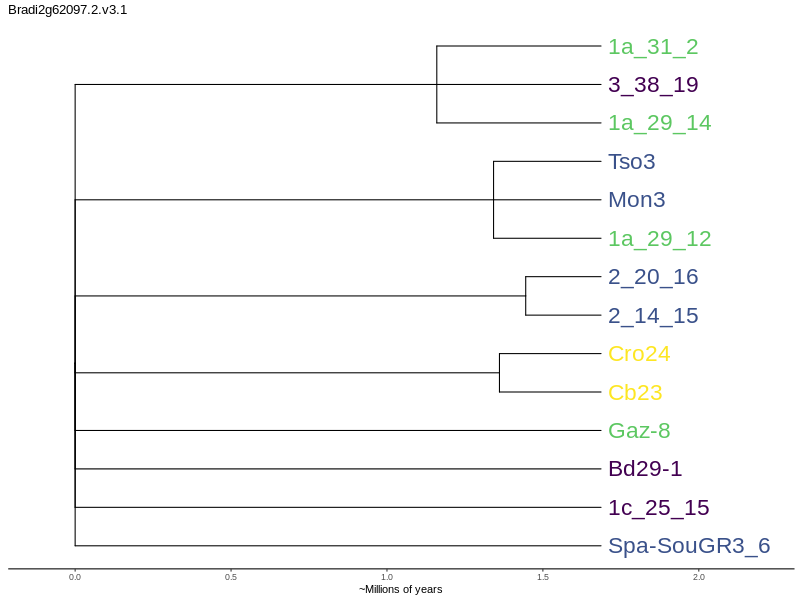 Bradi2g62097.2.v3.1
1a_31_2
3_38_19
1a_29_14
Tso3
Mon3
1a_29_12
2_20_16
2_14_15
Cro24
Cb23
Gaz-8
Bd29-1
1c_25_15
Spa-SouGR3_6
0.0 0.5 1.0 1.5 2.0
~Millions of years